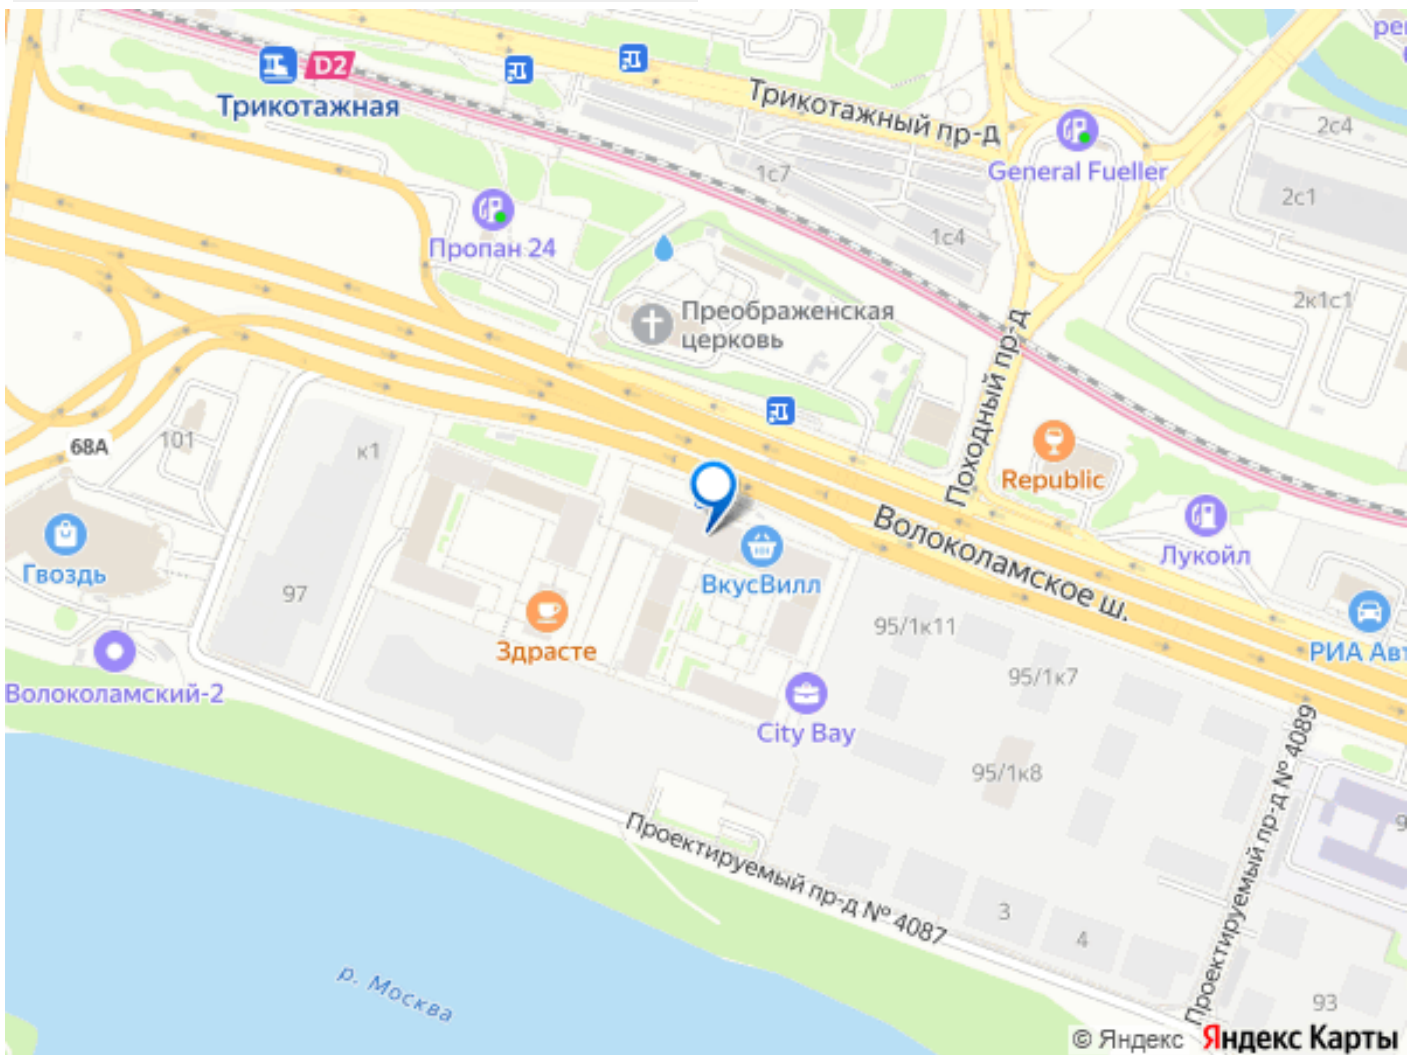 D2
Трикотажная
Трикотажный пр-д
General Fueller
2с4
2с1
1с7
1с4
Пропан 24
2к1с1
Преображенская
церковь
Походный пр-д
68А
101
к1
Republic
Лукойл
Волоколамское ш.
Гвоздь
ВкусВилл
97
Здрасте
95/1к11
РИА Авт
95/1к7
Волоколамский-2
City Bay
95/1к8
Проектируемый пр-д № 4089
Проектируемый пр-д № 4087
3
4
р. Москва
93
© Яндекс Яндекс Карты